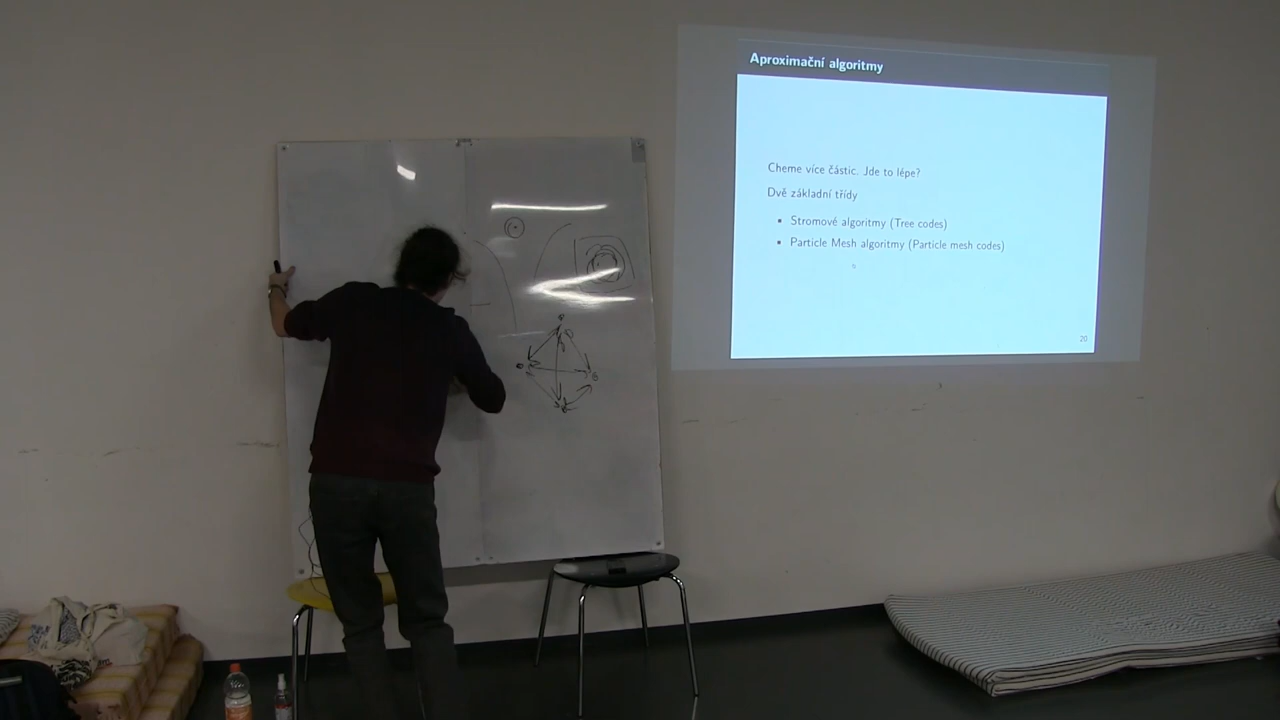 Aproximační algoritmy
Cheme více částic. Jde to lépe?
Dvě základní třídy
Stromové algoritmy (Tree codes)
Particle Mesh algoritmy (Particle mesh codes)
20